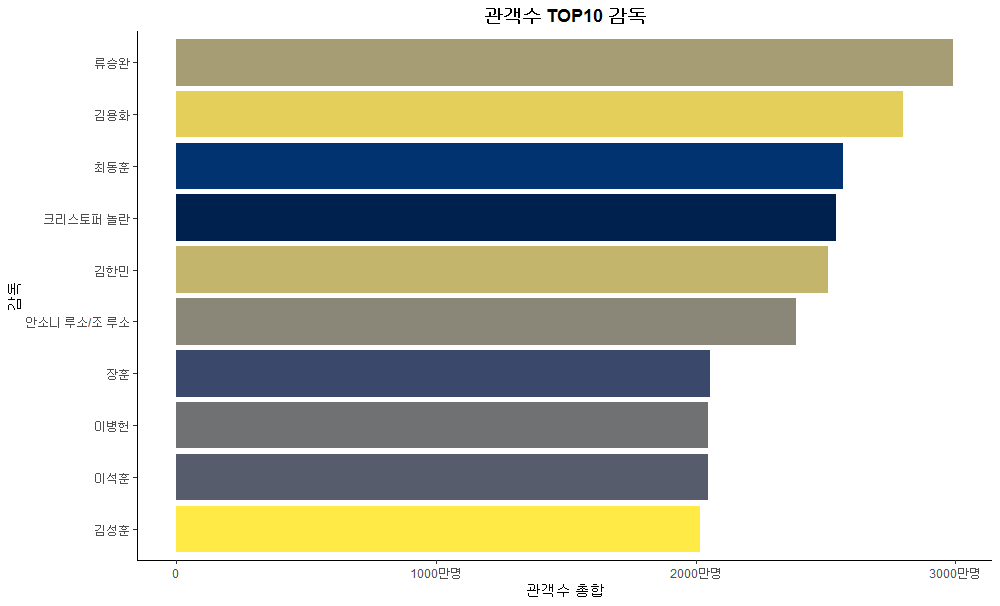 관객수 TOP10 감독
류승완
김용화
최동훈
크리스토퍼 놀란
김한민
안소니 루소/조 루소
장훈
이병헌
이석훈
김성훈
감독
0
1000만명
2000만명
3000만명
관객수 총합